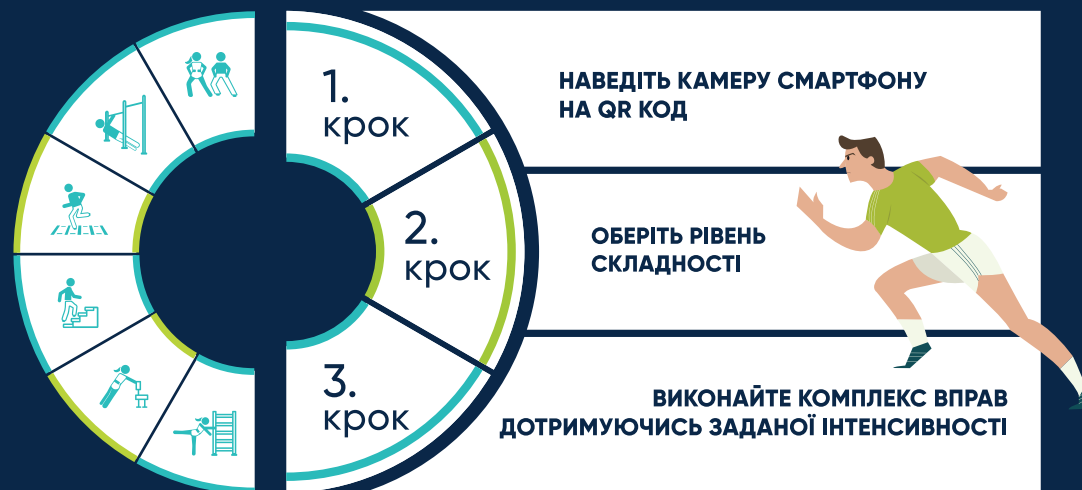 1.
крок
НАВЕДІТЬ КАМЕРУ СМАРТФОНУ
НА QR КОД
2.
крок
ОБЕРІТЬ РІВЕНЬ
СКЛАДНОСТІ
3.
крок
ВИКОНАЙТЕ КОМПЛЕКС ВПРАВ
ДОТРИМУЮЧИСЬ ЗАДАНОЇ ІНТЕНСИВНОСТІ